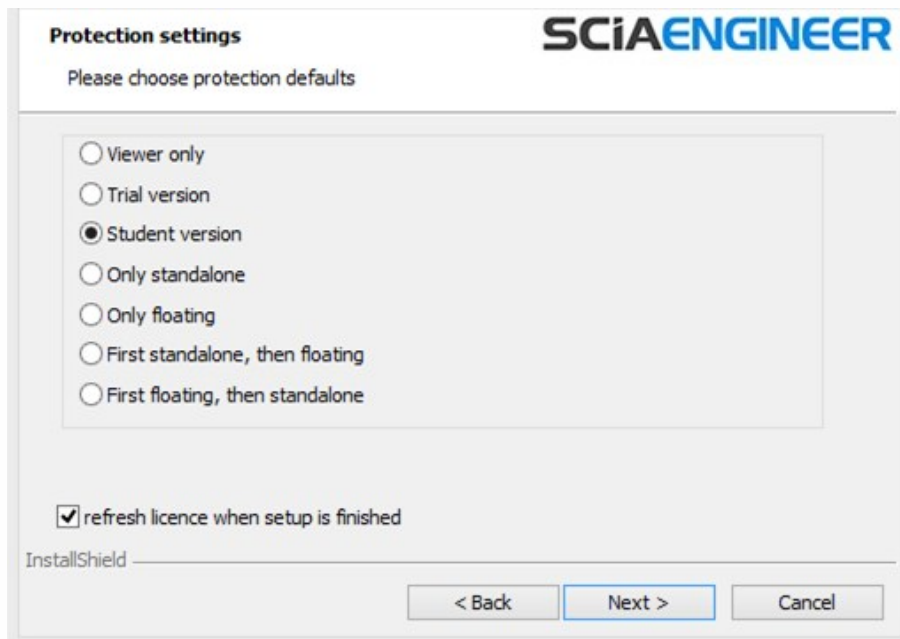 Protection settings
SCiAENGINEER
Please choose protection defaults
Viewer only
Trial version
Student version
Only standalone
Only floating
First standalone, then floating
First floating, then standalone
refresh licence when setup is finished
InstallShield
< Back Next > Cancel